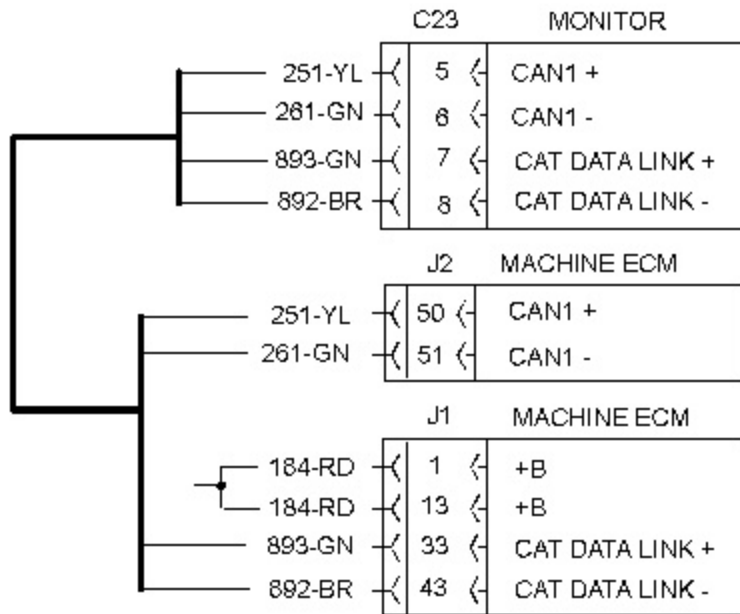 C23 MONITOR
251-YL 5 CAN1 +
261-GN 6 CAN1 -
893-GN 7 CAT DATA LINK +
892-BR 8 CAT DATA LINK -
J2 MACHINE ECM
251-YL 50 CAN1 +
261-GN 51 CAN1 -
J1 MACHINE ECM
184-RD 1 +B
184-RD 13 +B
893-GN 33 CAT DATA LINK +
892-BR 43 CAT DATA LINK -